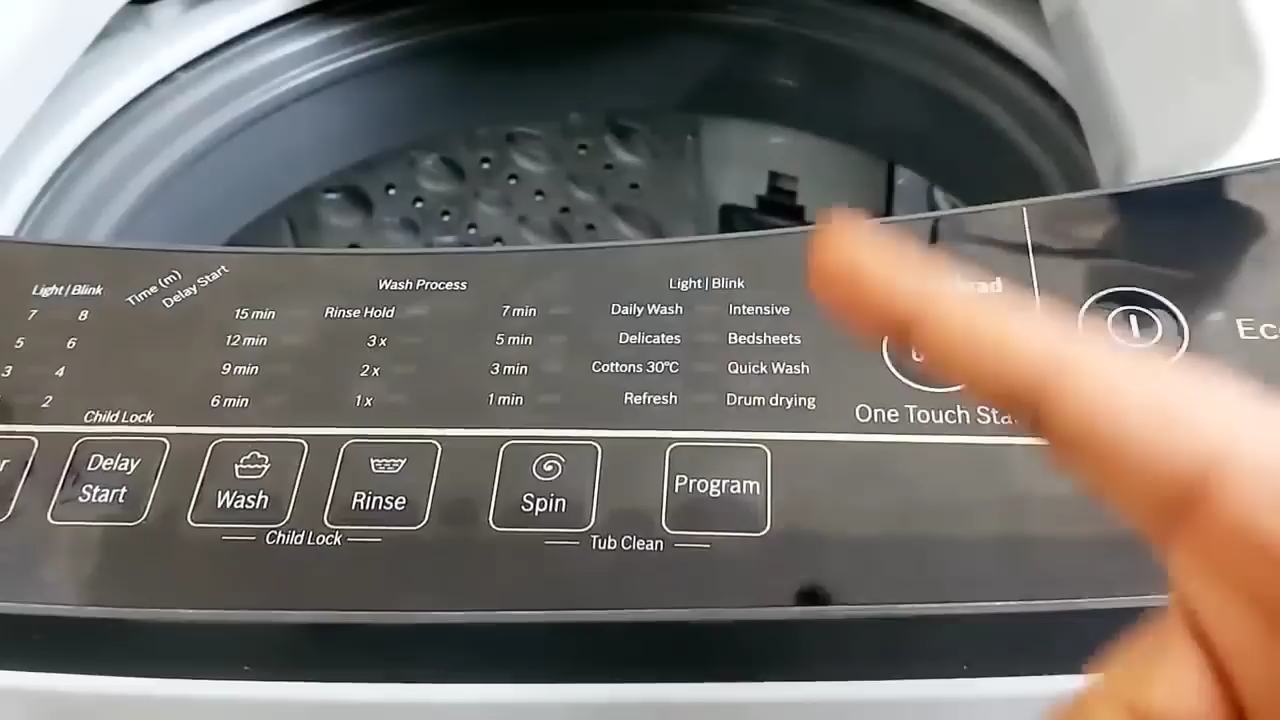 Light | Blink
Time (m)
Delay Start
Wash Process
Light | Blink
7 8
15 min Rinse Hold 7 min Daily Wash Intensive
5 6
12 min 3 x 5 min Delicates Bedsheets
3 4
9 min 2 x 3 min Cottons 30°C Quick Wash
2
6 min 1 x 1 min Refresh Drum drying
Child Lock
One Touch
Delay Start
Wash
Rinse
Spin
Program
Child Lock
Tub Clean